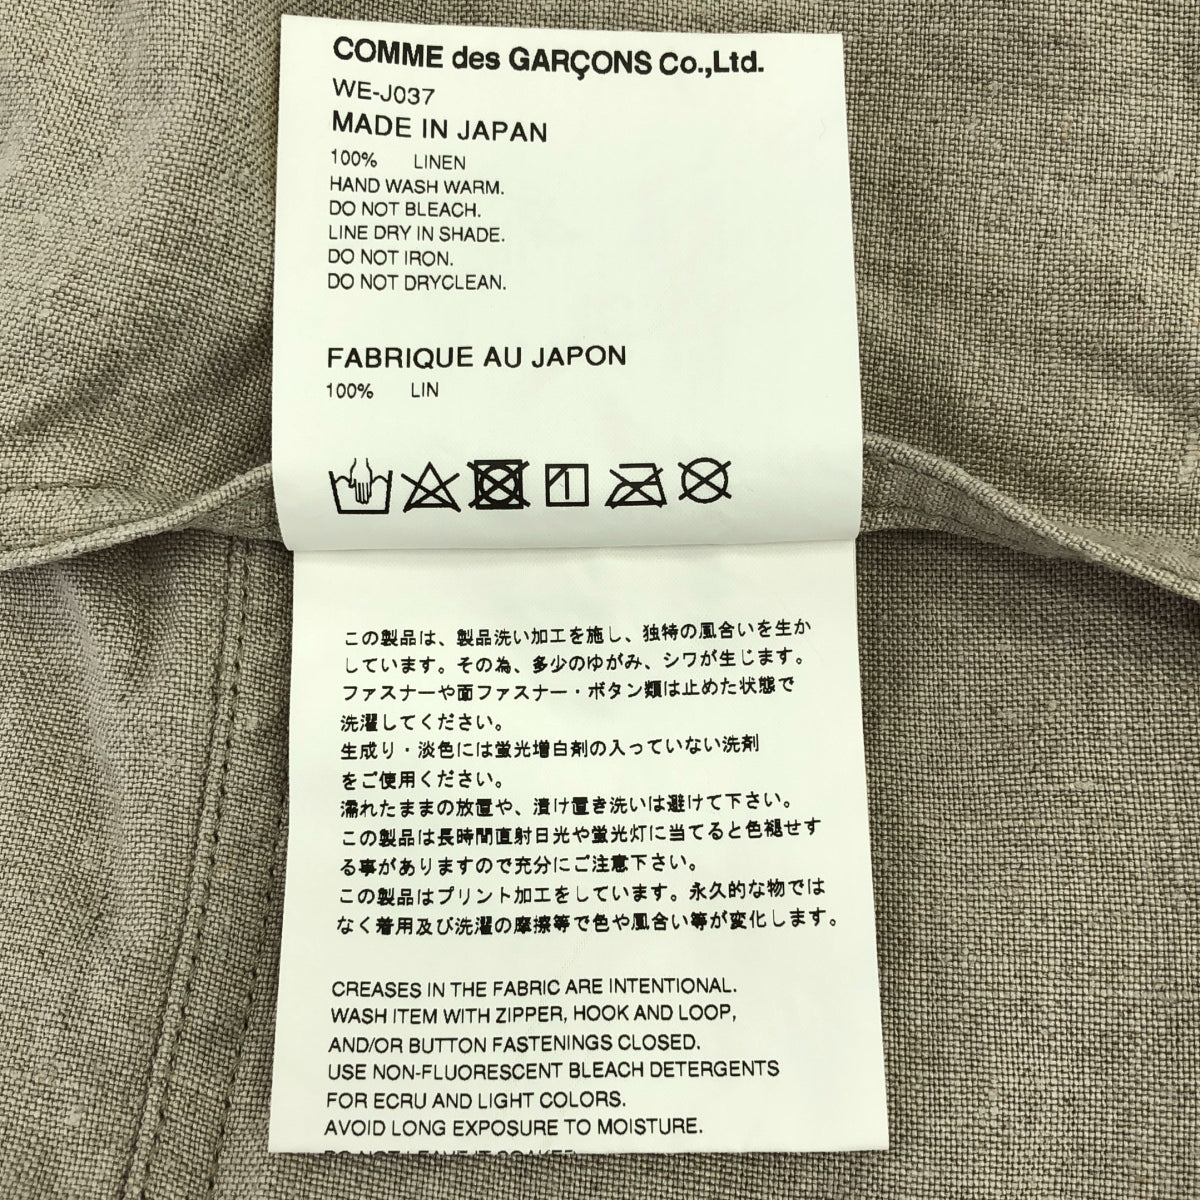 COMME des GARÇONS Co.,Ltd.
WE-J037
MADE IN JAPAN
100% LINEN
HAND WASH WARM.
DO NOT BLEACH.
LINE DRY IN SHADE.
DO NOT IRON.
DO NOT DRYCLEAN.
FABRIQUE AU JAPON
100% LIN
この製品は、製品洗い加工を施し、独特の風合いを生か
しています。その為、多少のゆがみ、シワが生じます。
ファスナーや面ファスナー・ボタン類は止めた状態で
洗濯してください。
生成り・淡色には蛍光増白剤の入っていない洗剤
をご使用ください。
濡れたままの放置や、漬け置き洗いは避けて下さい。
この製品は長時間直射日光や蛍光灯に当てると色褪せす
る事がありますので充分にご注意下さい。
この製品はプリント加工をしています。永久的な物では
なく着用及び洗濯の摩擦等で色や風合い等が変化します。
CREASES IN THE FABRIC ARE INTENTIONAL.
WASH ITEM WITH ZIPPER, HOOK AND LOOP,
AND/OR BUTTON FASTENINGS CLOSED.
USE NON-FLUORESCENT BLEACH DETERGENTS
FOR ECRU AND LIGHT COLORS.
AVOID LONG EXPOSURE TO MOISTURE.
DO NOT LEAVE IT SOAKED